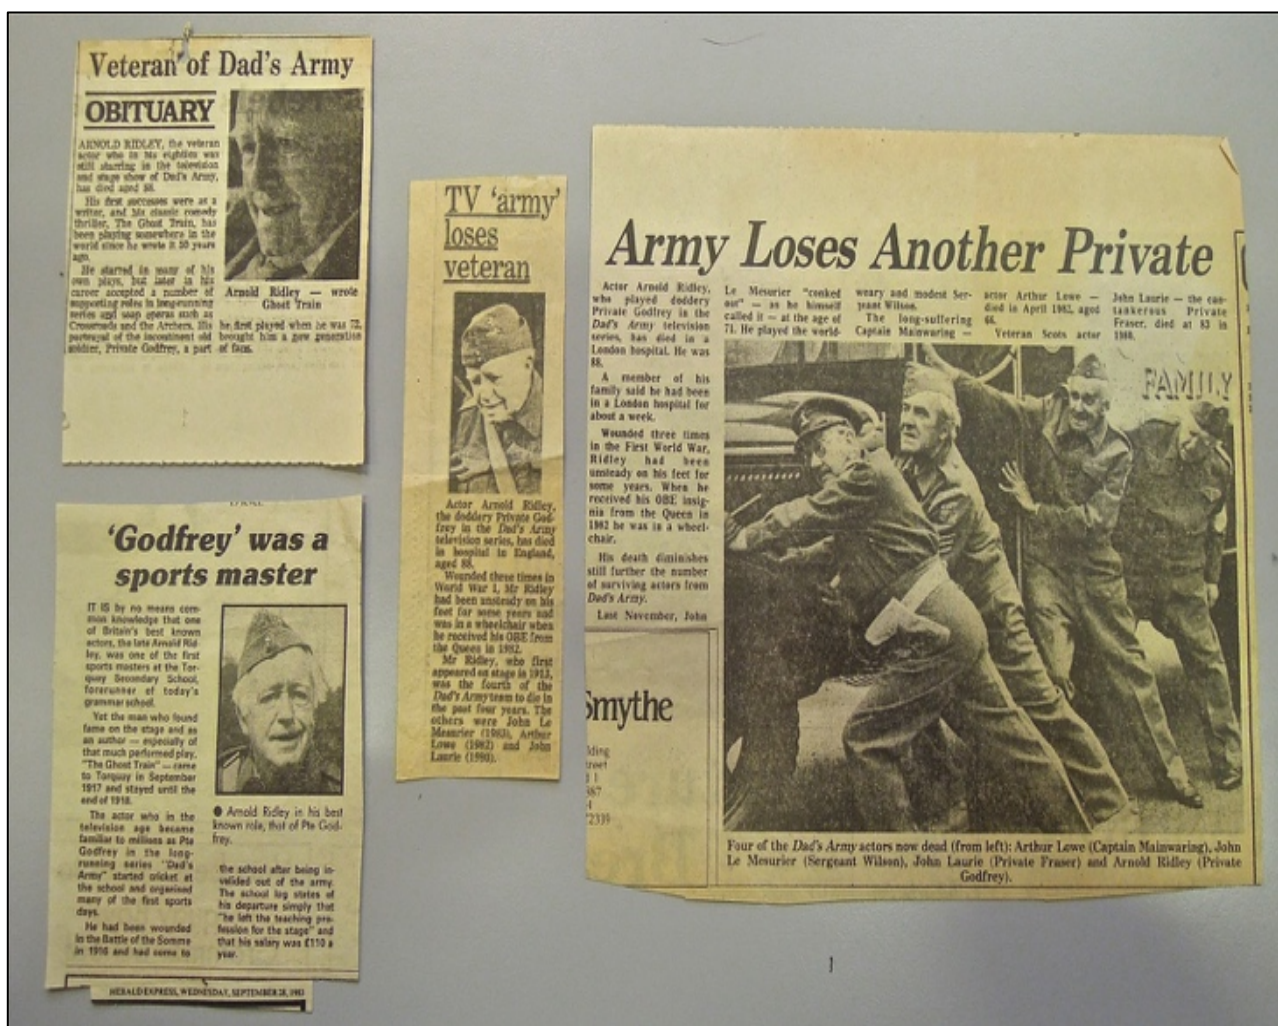 Veteran of Dad's Army
OBITUARY
ARNOLD RIDLEY, the veteran
actor who in his eighties was
still starring in the television
and stage show of Dad's Army,
has died aged 88.
His first successes were as a
writer, and his classic comedy
thriller, The Ghost Train, has
been playing somewhere in the
world since he wrote it 50 years
ago.
He starred in many of his
own plays, but later in his
career accepted a number of
supporting roles in long-running
series and soap operas such as
Crossroads and the Archers. His
portrayal of the incontinent old
soldier, Private Godfrey, a part
Arnold Ridley — wrote
Ghost Train
he first played when he was 72,
brought him a new generation
of fans.
'Godfrey' was a
sports master
IT IS by no means com-
mon knowledge that one
of Britain's best known
actors, the late Arnold Rid-
ley, was one of the first
sports masters at the Tor-
quay Secondary School,
forerunner of today's
grammar school.
Yet the man who found
fame on the stage and as
an author — especially of
that much performed play,
"The Ghost Train" — came
to Torquay in September
1917 and stayed until the
end of 1918.
The actor who in the
television age became
familiar to millions as Pte
Godfrey in the long-
running series "Dad's
Army" started cricket at
the school and organised
many of the first sports
days.
He had been wounded
in the Battle of the Somme
in 1916 and had come to
● Arnold Ridley in his best
known role, that of Pte God-
frey.
the school after being in-
valided out of the army.
The school log states of
his departure simply that
"he left the teaching pro-
fession for the stage" and
that his salary was £110 a
year.
HERALD EXPRESS, WEDNESDAY, SEPTEMBER 28, 1983
TV 'army'
loses
veteran
Actor Arnold Ridley,
the doddery Private God-
frey in the Dad's Army
television series, has died
in hospital in England,
aged 88.
Wounded three times in
World War 1, Mr Ridley
had been unsteady on his
feet for some years and
was in a wheelchair when
he received his OBE from
the Queen in 1982.
Mr Ridley, who first
appeared on stage in 1913,
was the fourth of the
Dad's Army team to die in
the past four years. The
others were John Le
Mesurier (1983), Arthur
Lowe (1982) and John
Laurie (1980).
Army Loses Another Private
Actor Arnold Ridley,
who played doddery
Private Godfrey in the
Dad's Army television
series, has died in a
London hospital. He was
88.
A member of his
family said he had been
in a London hospital for
about a week.
Wounded three times
in the First World War,
Ridley had been
unsteady on his feet for
some years. When he
received his OBE insig-
nia from the Queen in
1982 he was in a wheel-
chair.
His death diminishes
still further the number
of surviving actors from
Dad's Army.
Last November, John
Le Mesurier "conked
out" — as he himself
called it — at the age of
71. He played the world-
weary and modest Ser-
geant Wilson.
The long-suffering
Captain Mainwaring —
actor Arthur Lowe —
died in April 1982, aged
66.
Veteran Scots actor
John Laurie — the can-
tankerous Private
Fraser, died at 83 in
1980.
FAMILY
Four of the Dad's Army actors now dead (from left): Arthur Lowe (Captain Mainwaring), John
Le Mesurier (Sergeant Wilson), John Laurie (Private Fraser) and Arnold Ridley (Private
Godfrey).
Smythe
lding
reet